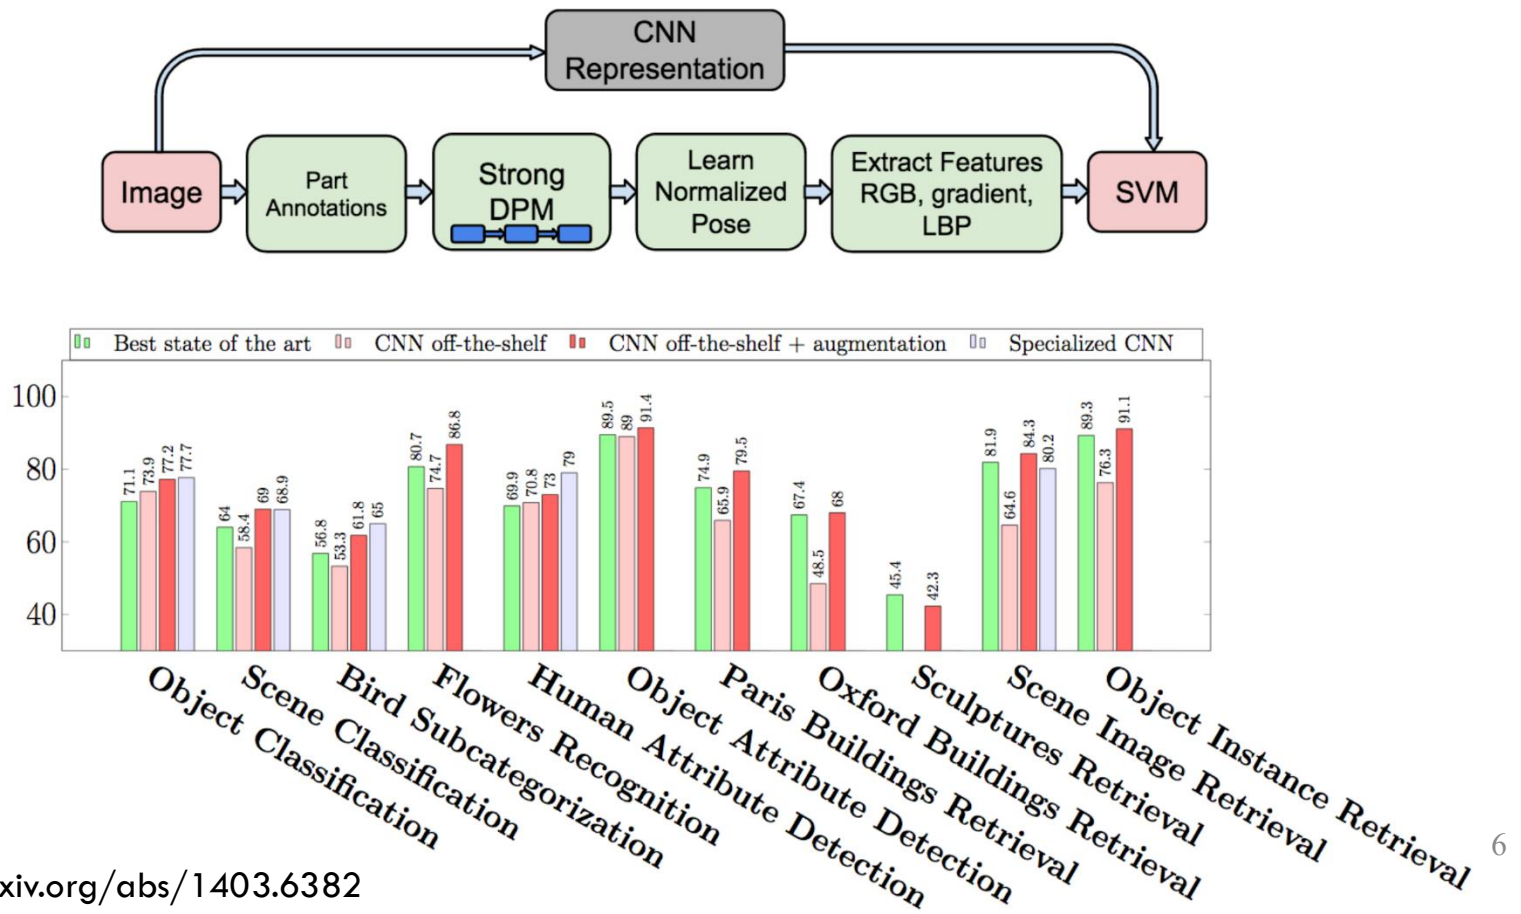 CNN
Representation
Image
Part
Annotations
Strong
DPM
Learn
Normalized
Pose
Extract Features
RGB, gradient,
LBP
SVM
Best state of the art CNN off-the-shelf CNN off-the-shelf + augmentation Specialized CNN
100
80
60
40
71.1 73.9 77.2 77.7
64 58.4 69 68.9
56.8 53.3 61.8 65
80.7 74.7 86.8
69.9 70.8 73 79
89.5 89 91.4
74.9 65.9 79.5
67.4 48.5 68
45.4 42.3
81.9 64.6 84.3 80.2
89.3 76.3 91.1
Object Classification
Scene Classification
Bird Subcategorization
Flowers Recognition
Human Attribute Detection
Object Attribute Detection
Paris Buildings Retrieval
Oxford Buildings Retrieval
Sculptures Retrieval
Scene Image Retrieval
Object Instance Retrieval
6
xiv.org/abs/1403.6382